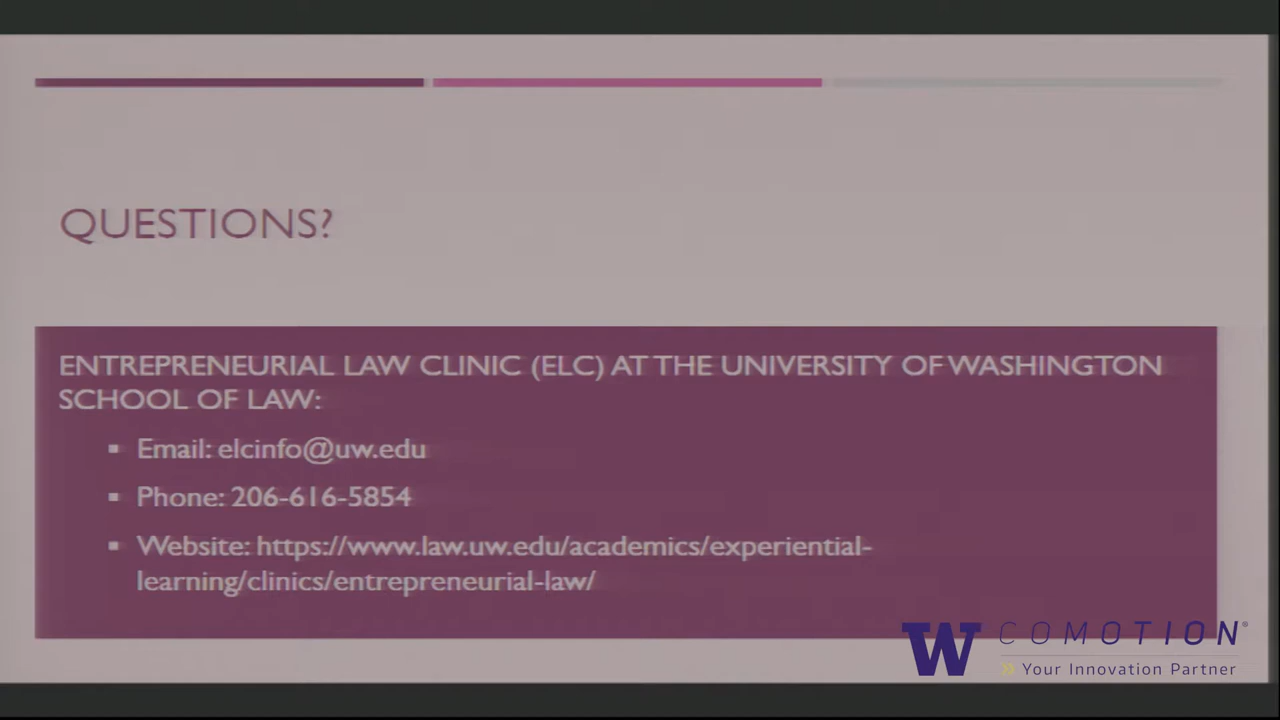 QUESTIONS?
ENTREPRENEURIAL LAW CLINIC (ELC) AT THE UNIVERSITY OF WASHINGTON
SCHOOL OF LAW:
▪ Email: elcinfo@uw.edu
▪ Phone: 206-616-5854
▪ Website: https://www.law.uw.edu/academics/experiential-
learning/clinics/entrepreneurial-law/
W COMOTION®
» Your Innovation Partner